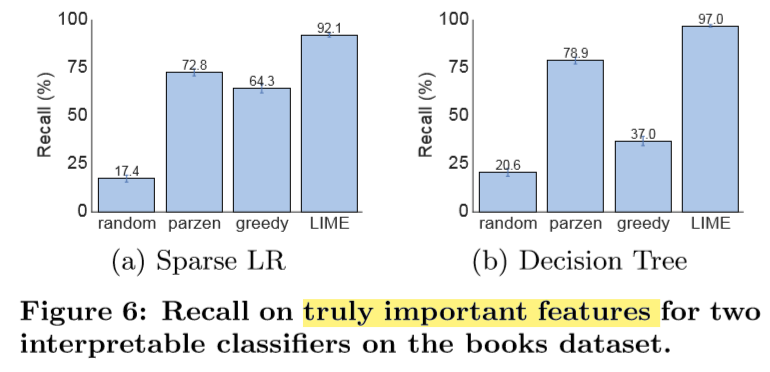 100
75
50
25
0
Recall (%)
17.4
72.8
64.3
92.1
random parzen greedy LIME
(a) Sparse LR
100
75
50
25
0
Recall (%)
20.6
78.9
37.0
97.0
random parzen greedy LIME
(b) Decision Tree
Figure 6: Recall on truly important features for two
interpretable classifiers on the books dataset.